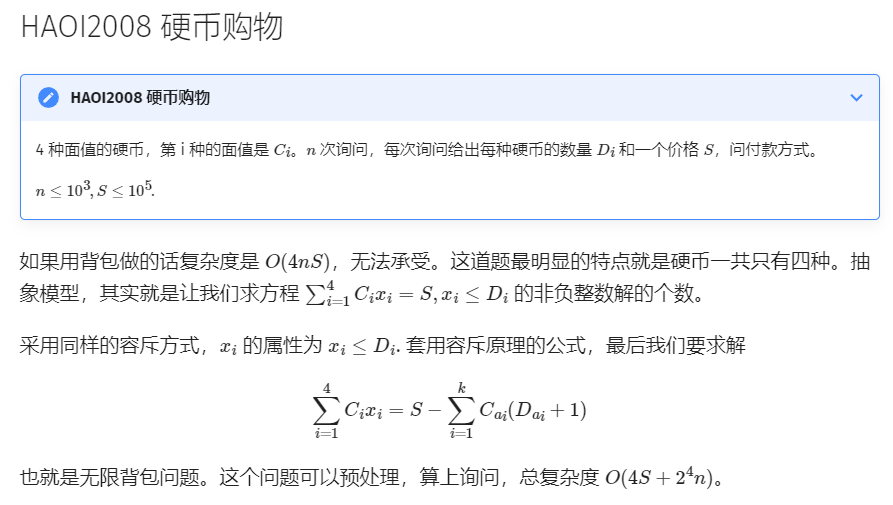 HAOI2008 硬币购物
HAOI2008 硬币购物
4 种面值的硬币，第 i 种的面值是 $C_i$。$n$ 次询问，每次询问给出每种硬币的数量 $D_i$ 和一个价格 $S$，问付款方式。
$n \leq 10^3, S \leq 10^5$.
如果用背包做的话复杂度是 $O(4nS)$，无法承受。这道题最明显的特点就是硬币一共只有四种。抽
象模型，其实就是让我们求方程 $\sum_{i=1}^{4} C_i x_i = S, x_i \leq D_i$ 的非负整数解的个数。
采用同样的容斥方式，$x_i$ 的属性为 $x_i \leq D_i$. 套用容斥原理的公式，最后我们要求解
$\sum_{i=1}^{4} C_i x_i = S - \sum_{i=1}^{k} C_{a_i}(D_{a_i} + 1)$
也就是无限背包问题。这个问题可以预处理，算上询问，总复杂度 $O(4S + 2^4 n)$。